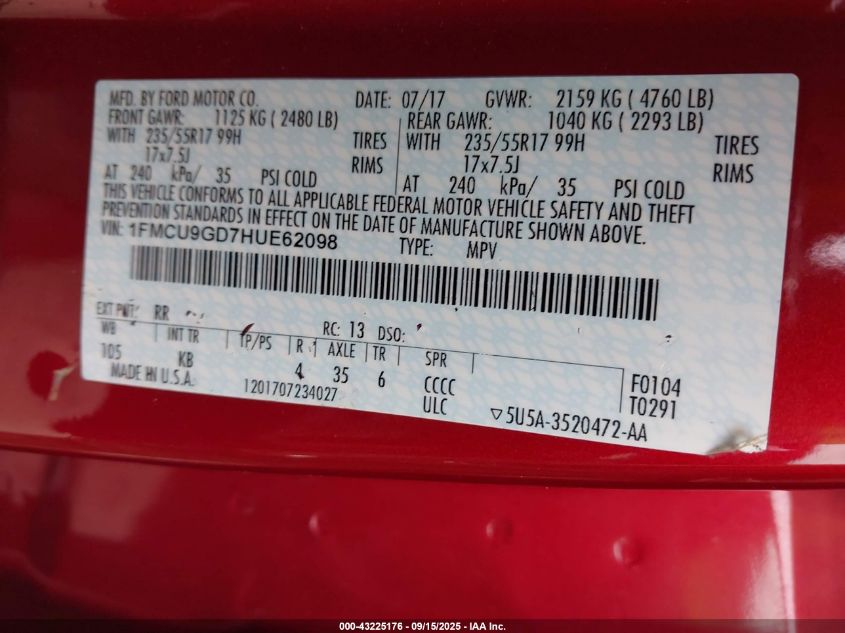 MFD. BY FORD MOTOR CO. DATE: 07/17 GVWR: 2159 KG ( 4760 LB)
FRONT GAWR: 1125 KG ( 2480 LB) REAR GAWR: 1040 KG ( 2293 LB)
WITH 235/55R17 99H TIRES WITH 235/55R17 99H TIRES
17x7.5J RIMS 17x7.5J RIMS
AT 240 kPa/ 35 PSI COLD AT 240 kPa/ 35 PSI COLD
THIS VEHICLE CONFORMS TO ALL APPLICABLE FEDERAL MOTOR VEHICLE SAFETY AND THEFT
PREVENTION STANDARDS IN EFFECT ON THE DATE OF MANUFACTURE SHOWN ABOVE.
VIN: 1FMCU9GD7HUE62098 TYPE: MPV
EXT PNT: RR RC: 13 DSO:
WB INT TR TP/PS R AXLE TR SPR
105 KB 4 35 6 CCCC F0104
MADE IN U.S.A. 1201707234027 ULC T0291
▽5U5A-3520472-AA
000-43225176 - 09/15/2025 - IAA Inc.